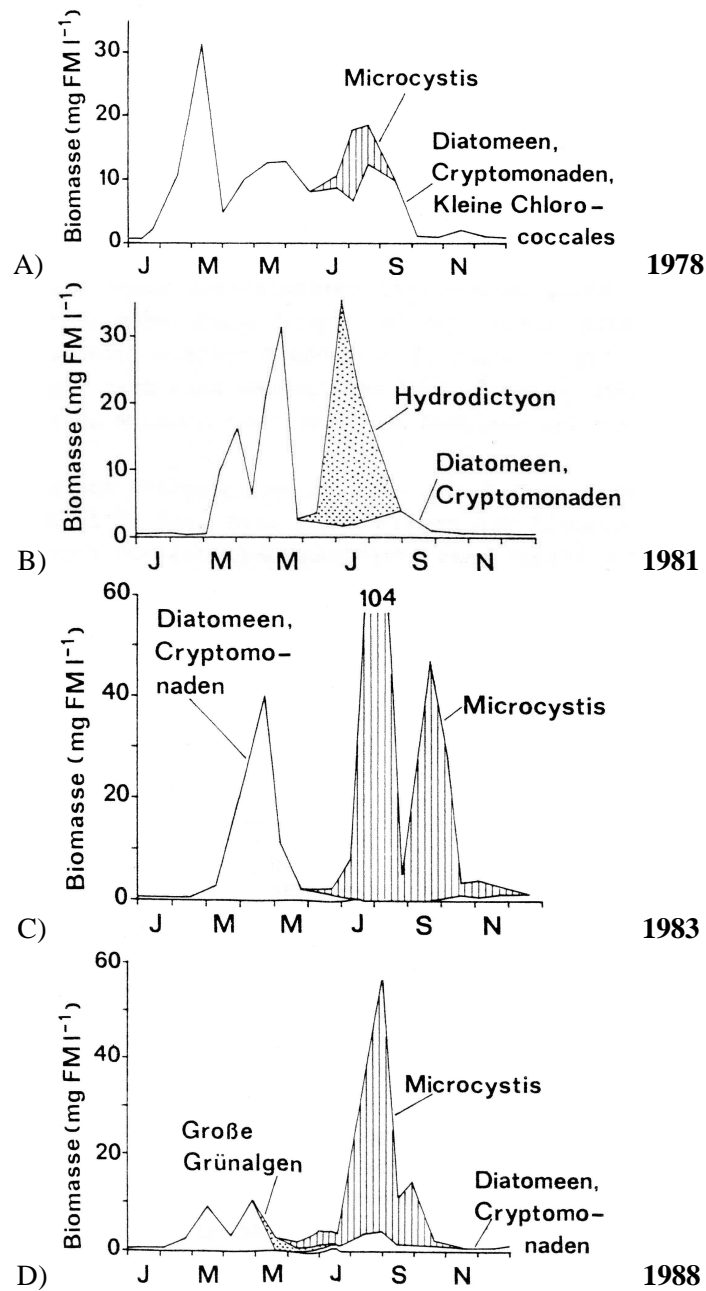 Biomasse (mg FM l⁻¹)
30
20
10
0
Microcystis
Diatomeen,
Cryptomonaden,
Kleine Chloro-
coccales
J M M J S N
A)
1978
Biomasse (mg FM l⁻¹)
30
20
10
0
Hydrodictyon
Diatomeen,
Cryptomonaden
J M M J S N
B)
1981
Biomasse (mg FM l⁻¹)
60
40
20
0
104
Diatomeen,
Cryptomo-
naden
Microcystis
J M M J S N
C)
1983
Biomasse (mg FM l⁻¹)
60
40
20
0
Microcystis
Große
Grünalgen
Diatomeen,
Cryptomo-
naden
J M M J S N
D)
1988